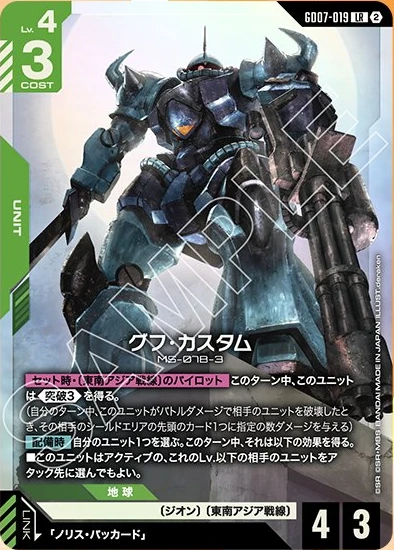 Lv. 4
GD07-019 LR 2
3
COST
UNIT
SAMPLE
グフ・カスタム
MS-07B-3
セット時・〔東南アジア戦線〕のパイロット このターン中、このユニット
は 突破3 を得る。
(自分のターン中、このユニットがバトルダメージで相手のユニットを破壊したと
き、その相手のシールドエリアの先頭のカード1つに指定の数ダメージを与える)
配備時 自分のユニット1つを選ぶ。このターン中、それは以下の効果を得る。
■このユニットはアクティブの、これのLv.以下の相手のユニットをア
タック先に選んでもよい。
地球
〔ジオン〕〔東南アジア戦線〕
LINK
「ノリス・パッカード」
4
3
©SR ©SR・MBS BANDAI MADE IN JAPAN ILLUST.deraken